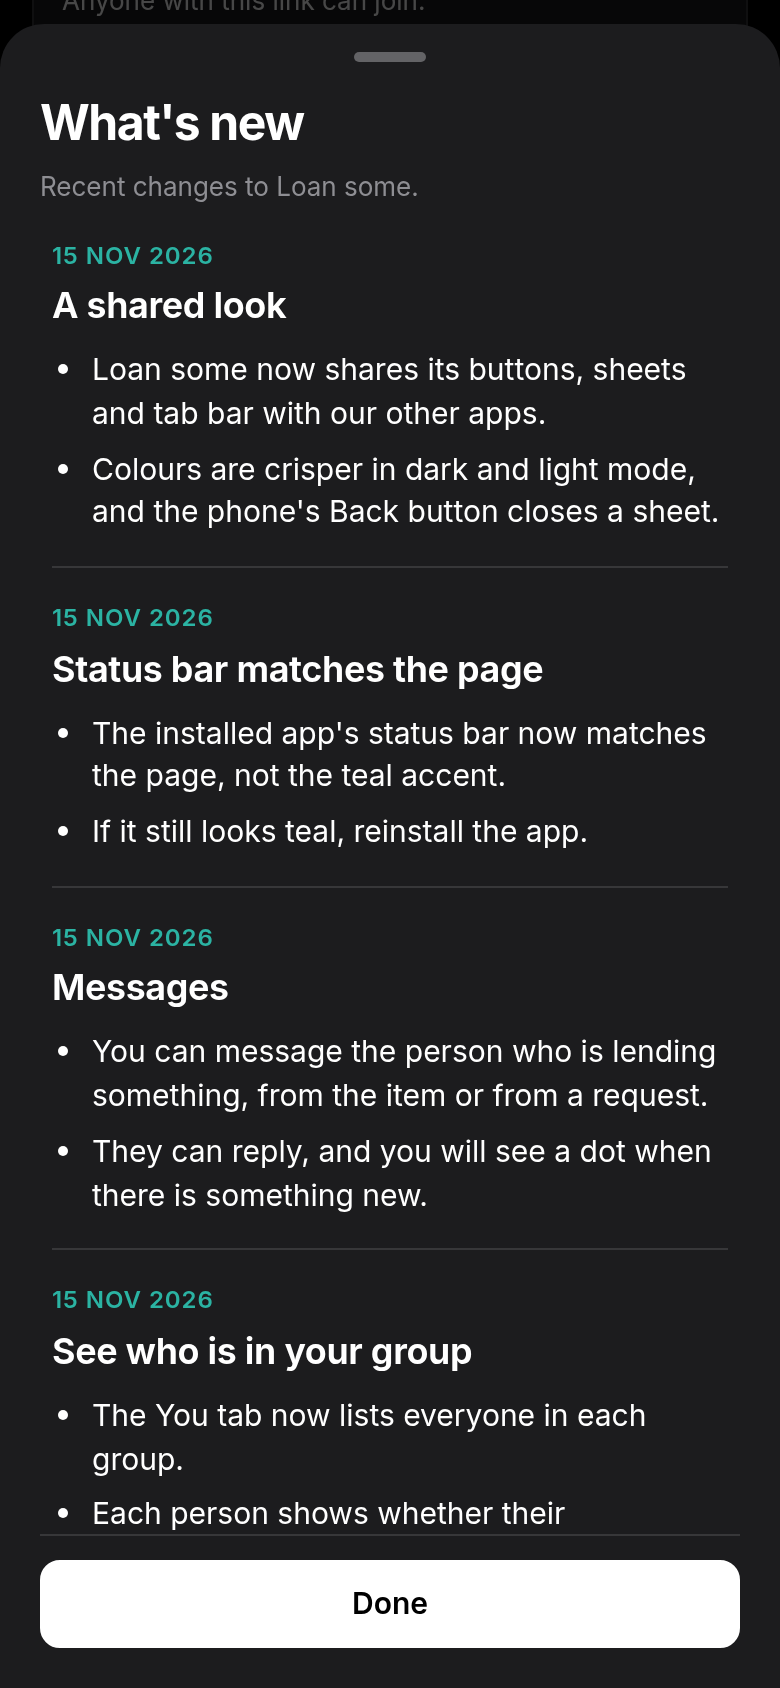 Anyone with this link can join.
What's new
Recent changes to Loan some.
15 NOV 2026
A shared look
• Loan some now shares its buttons, sheets
and tab bar with our other apps.
• Colours are crisper in dark and light mode,
and the phone's Back button closes a sheet.
15 NOV 2026
Status bar matches the page
• The installed app's status bar now matches
the page, not the teal accent.
• If it still looks teal, reinstall the app.
15 NOV 2026
Messages
• You can message the person who is lending
something, from the item or from a request.
• They can reply, and you will see a dot when
there is something new.
15 NOV 2026
See who is in your group
• The You tab now lists everyone in each
group.
• Each person shows whether their
Done